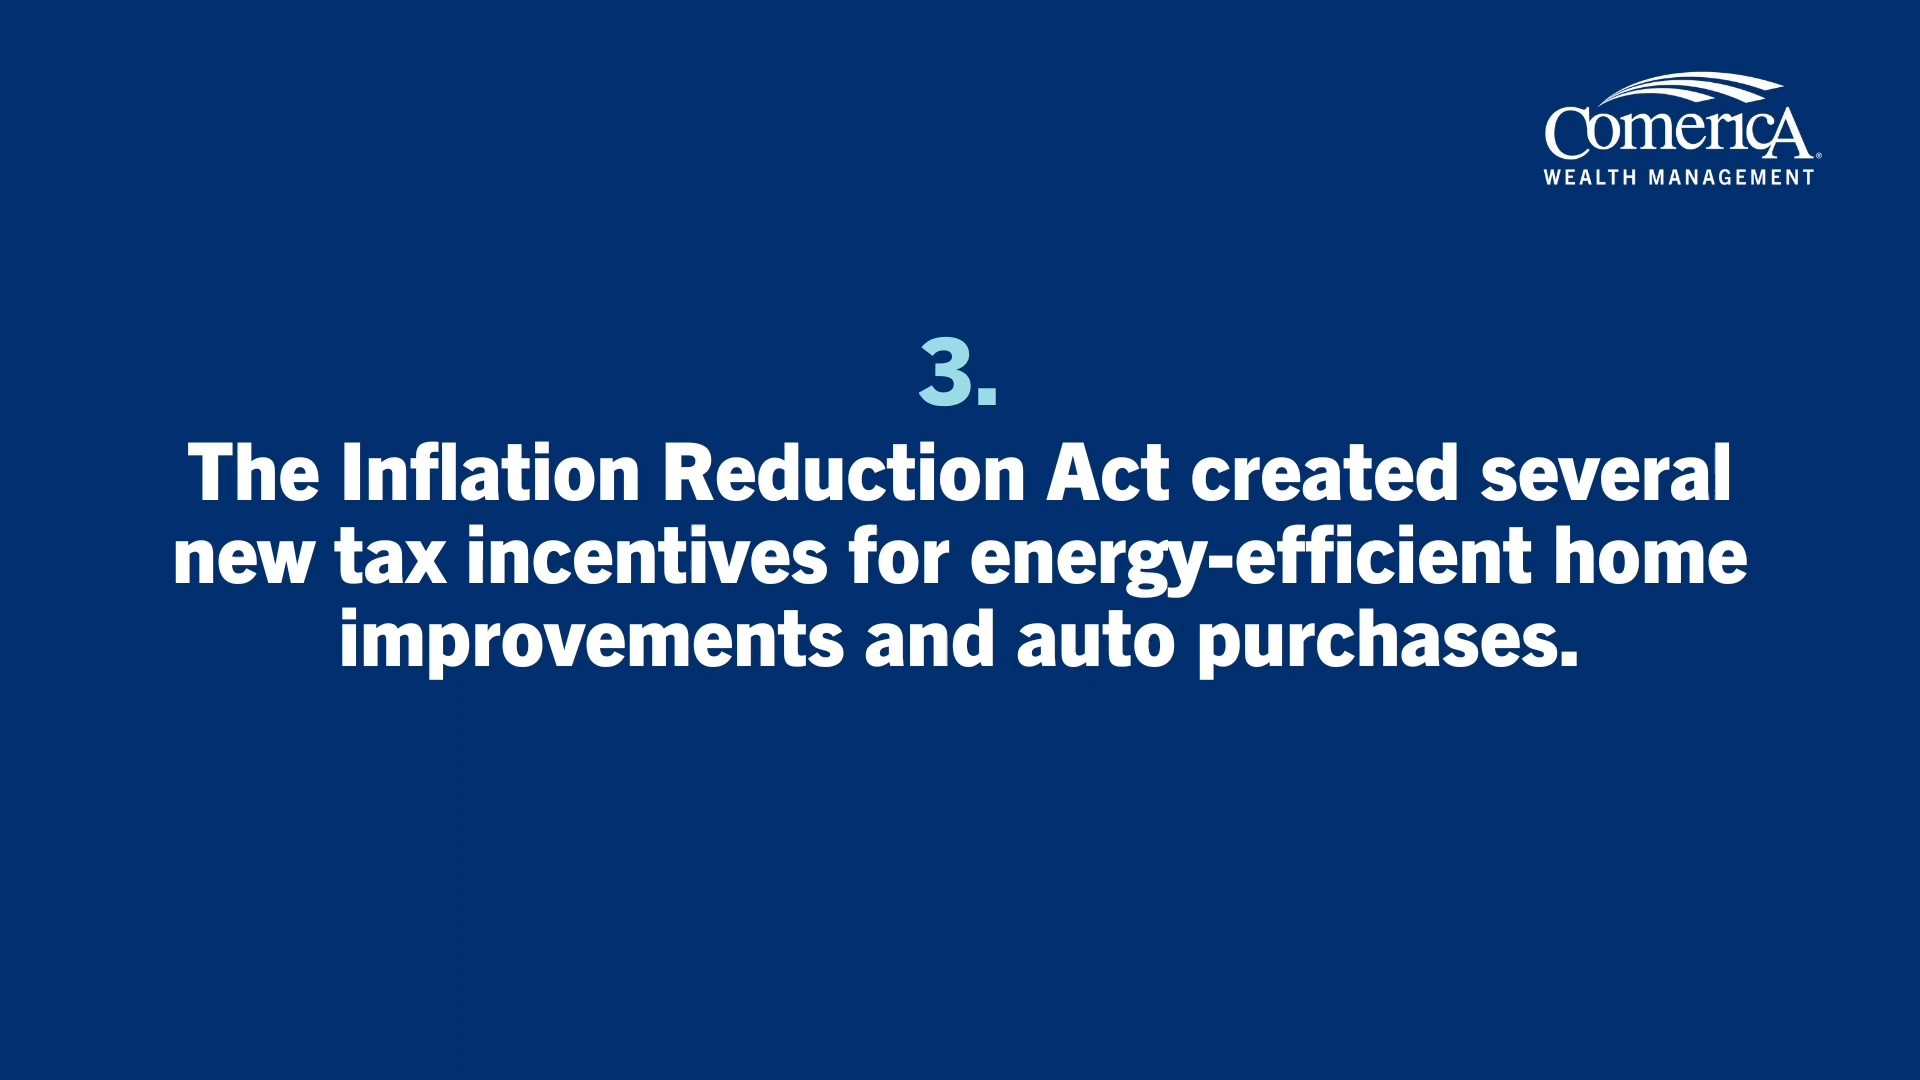 ComericA®
WEALTH MANAGEMENT
3.
The Inflation Reduction Act created several
new tax incentives for energy-efficient home
improvements and auto purchases.